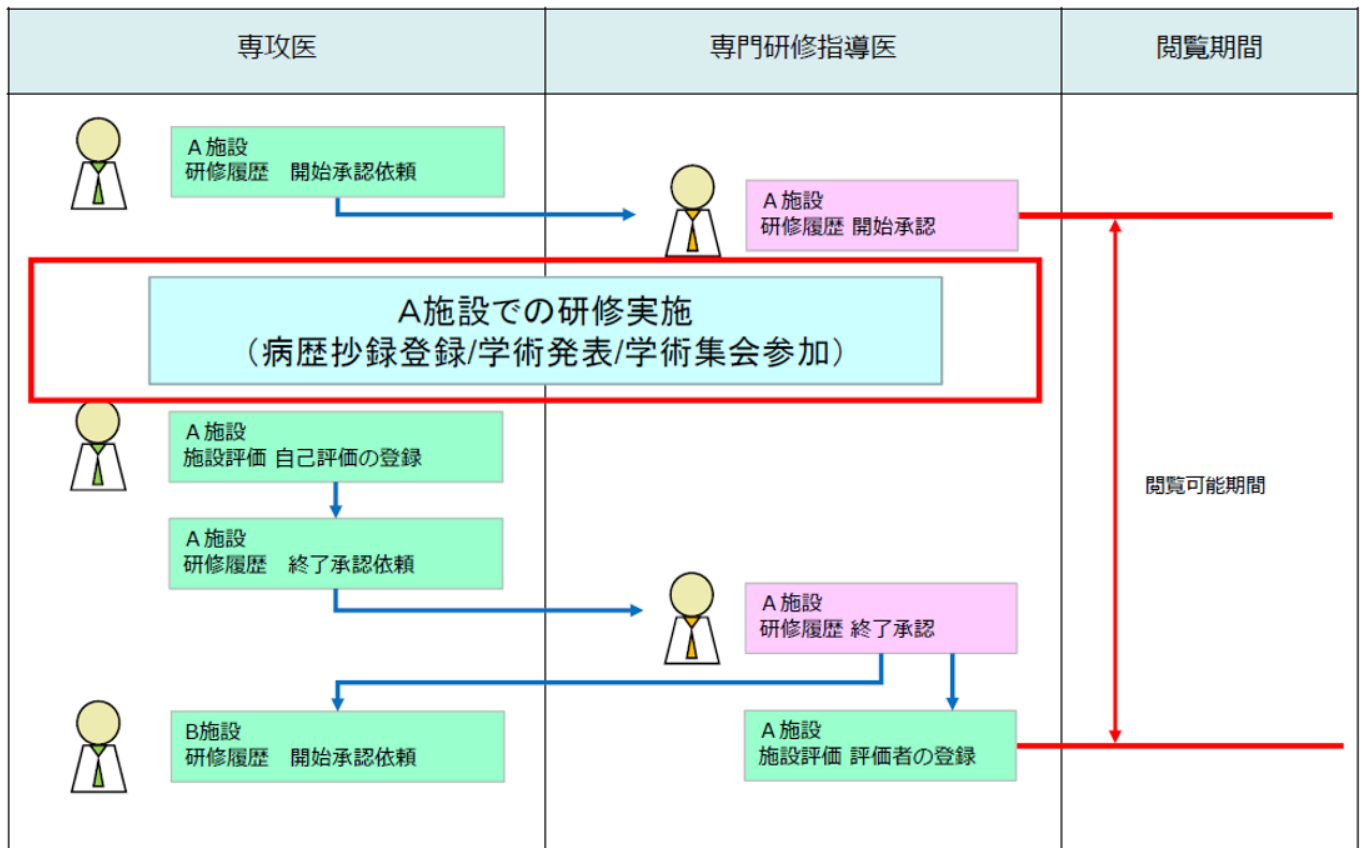 専攻医
専門研修指導医
閲覧期間
A施設
研修履歴　開始承認依頼
A施設
研修履歴 開始承認
A施設での研修実施
（病歴抄録登録/学術発表/学術集会参加）
A施設
施設評価 自己評価の登録
閲覧可能期間
A施設
研修履歴　終了承認依頼
A施設
研修履歴 終了承認
B施設
研修履歴　開始承認依頼
A施設
施設評価 評価者の登録